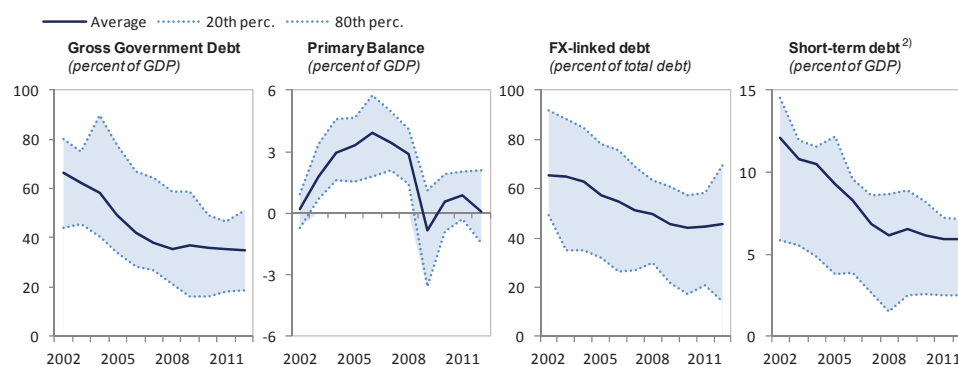 Average 20th perc. 80th perc.
Gross Government Debt
(percent of GDP)
100
80
60
40
20
0
2002 2005 2008 2011
Primary Balance
(percent of GDP)
6
3
0
-3
-6
2002 2005 2008 2011
FX-linked debt
(percent of total debt)
100
80
60
40
20
0
2002 2005 2008 2011
Short-term debt 2)
(percent of GDP)
15
10
5
0
2002 2005 2008 2011